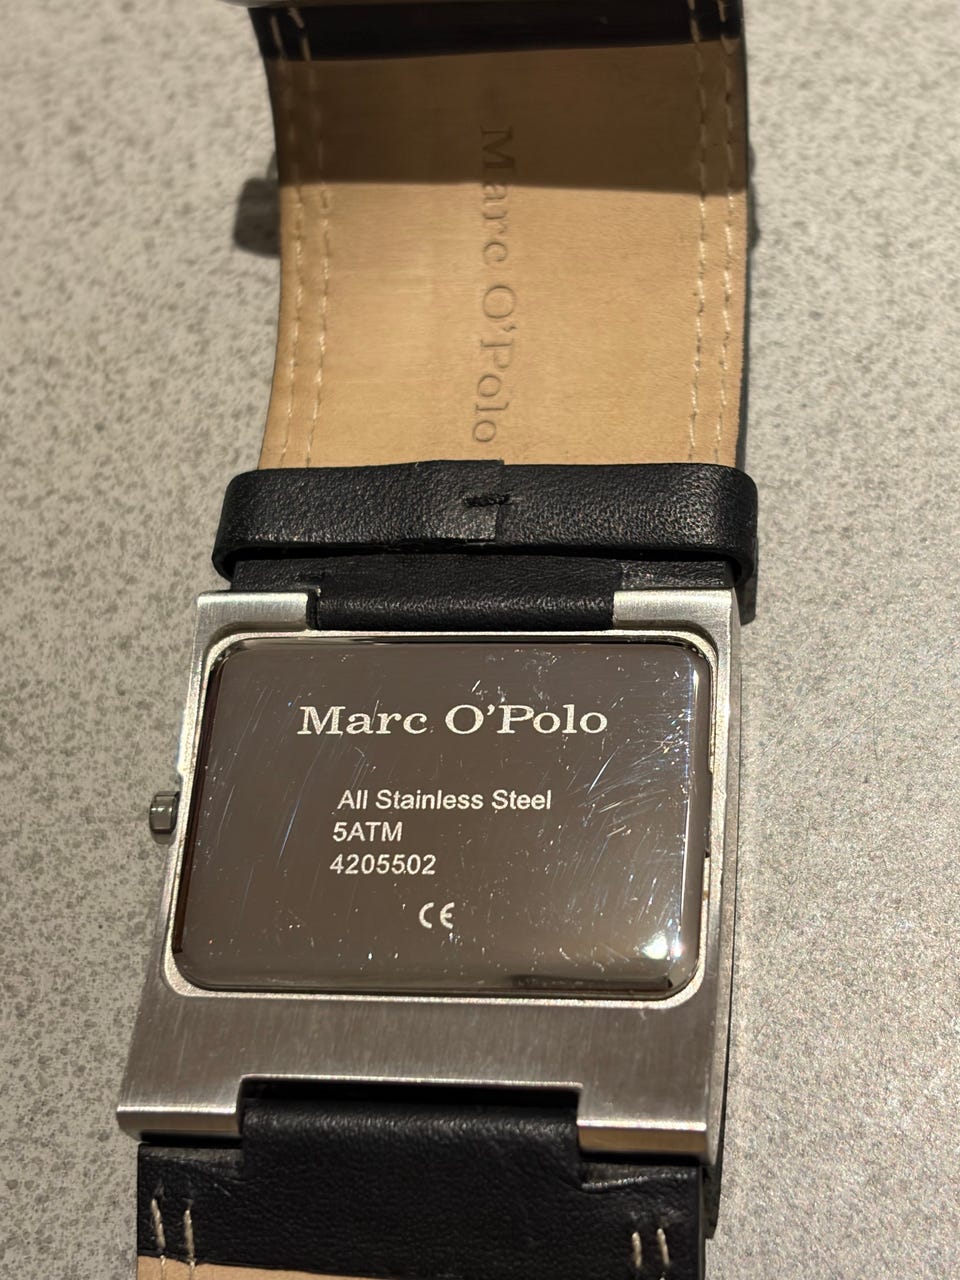 Marc O'Polo
Marc O'Polo
All Stainless Steel
5ATM
4205502
CE